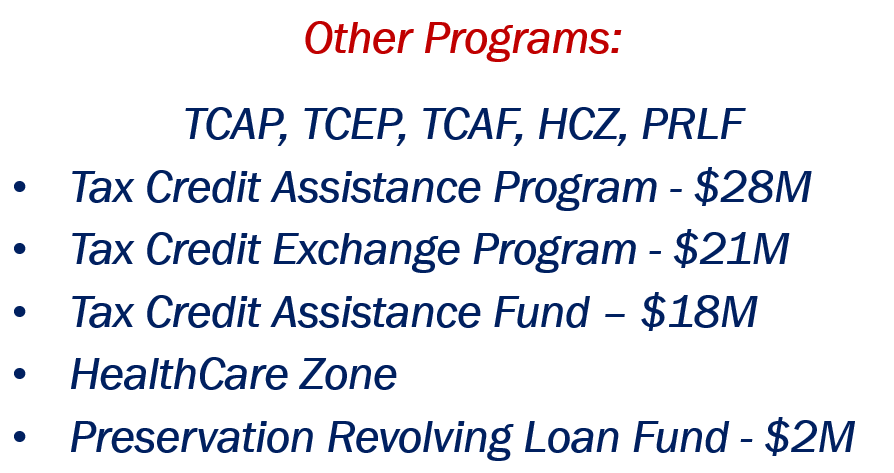 Other Programs:
TCAP, TCEP, TCAF, HCZ, PRLF
• Tax Credit Assistance Program - $28M
• Tax Credit Exchange Program - $21M
• Tax Credit Assistance Fund – $18M
• HealthCare Zone
• Preservation Revolving Loan Fund - $2M